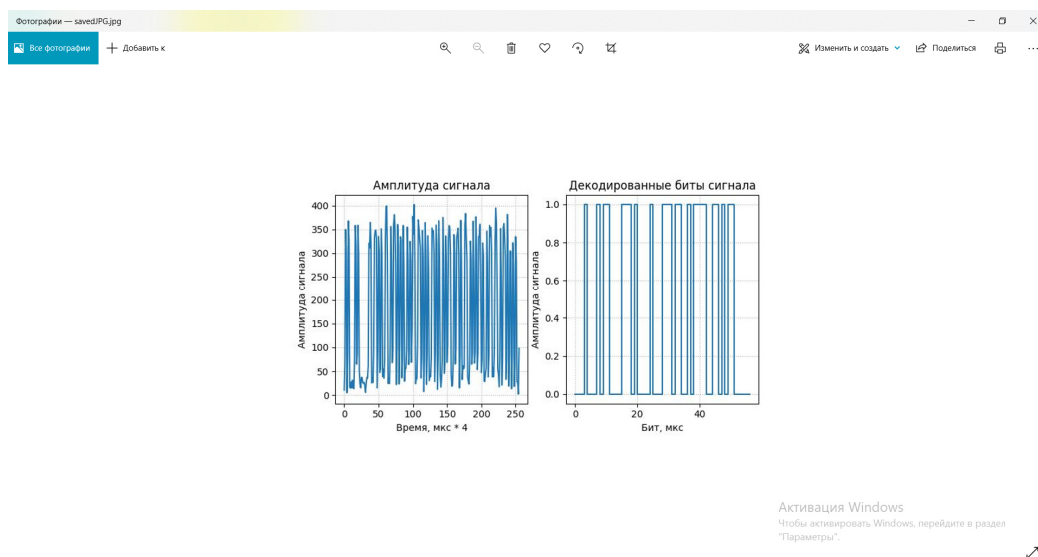 Фотографии — savedJPG.jpg
Все фотографии
Добавить к
Изменить и создать
Поделиться
Амплитуда сигнала
Амплитуда сигнала
400
350
300
250
200
150
100
50
0
0 50 100 150 200 250
Время, мкс * 4
Декодированные биты сигнала
Амплитуда сигнала
1.0
0.8
0.6
0.4
0.2
0.0
0 20 40
Бит, мкс
Активация Windows
Чтобы активировать Windows, перейдите в раздел
"Параметры".